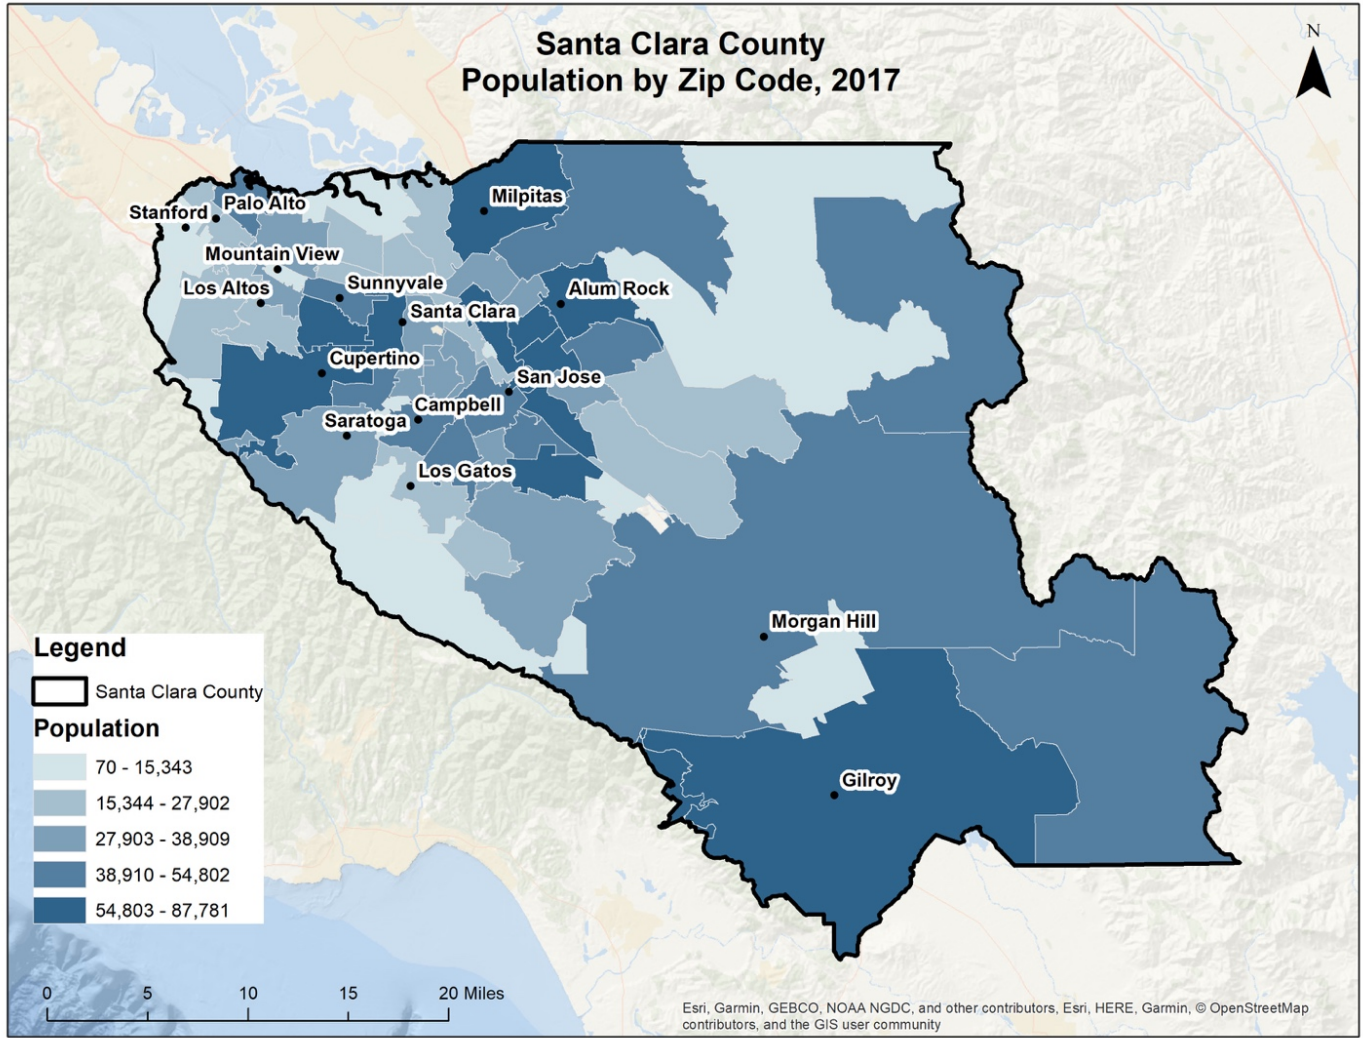 Santa Clara County
Population by Zip Code, 2017
N
Milpitas
Palo Alto
Stanford
Mountain View
Sunnyvale
Los Altos
Alum Rock
Santa Clara
Cupertino
San Jose
Campbell
Saratoga
Los Gatos
Morgan Hill
Gilroy
Legend
Santa Clara County
Population
70 - 15,343
15,344 - 27,902
27,903 - 38,909
38,910 - 54,802
54,803 - 87,781
0 5 10 15 20 Miles
Esri, Garmin, GEBCO, NOAA NGDC, and other contributors, Esri, HERE, Garmin, © OpenStreetMap
contributors, and the GIS user community